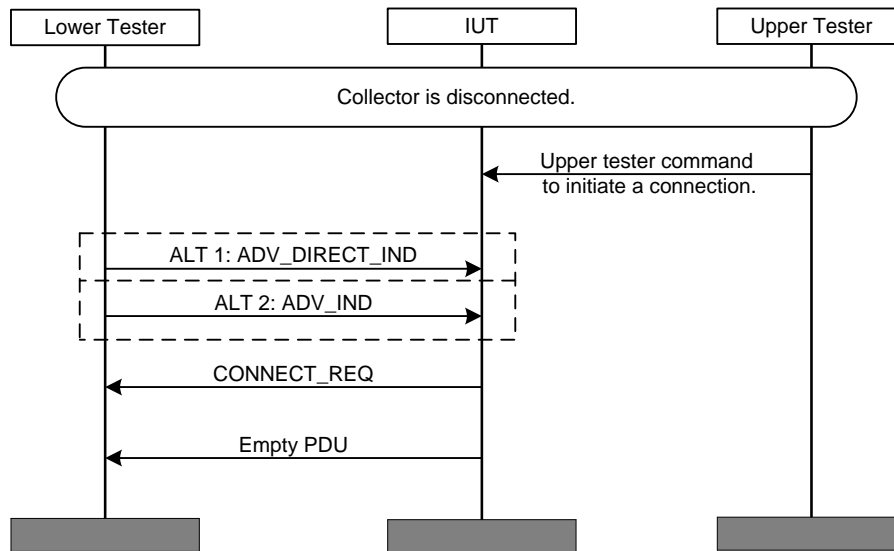 Lower Tester
IUT
Upper Tester
Collector is disconnected.
Upper tester command
to initiate a connection.
ALT 1: ADV_DIRECT_IND
ALT 2: ADV_IND
CONNECT_REQ
Empty PDU